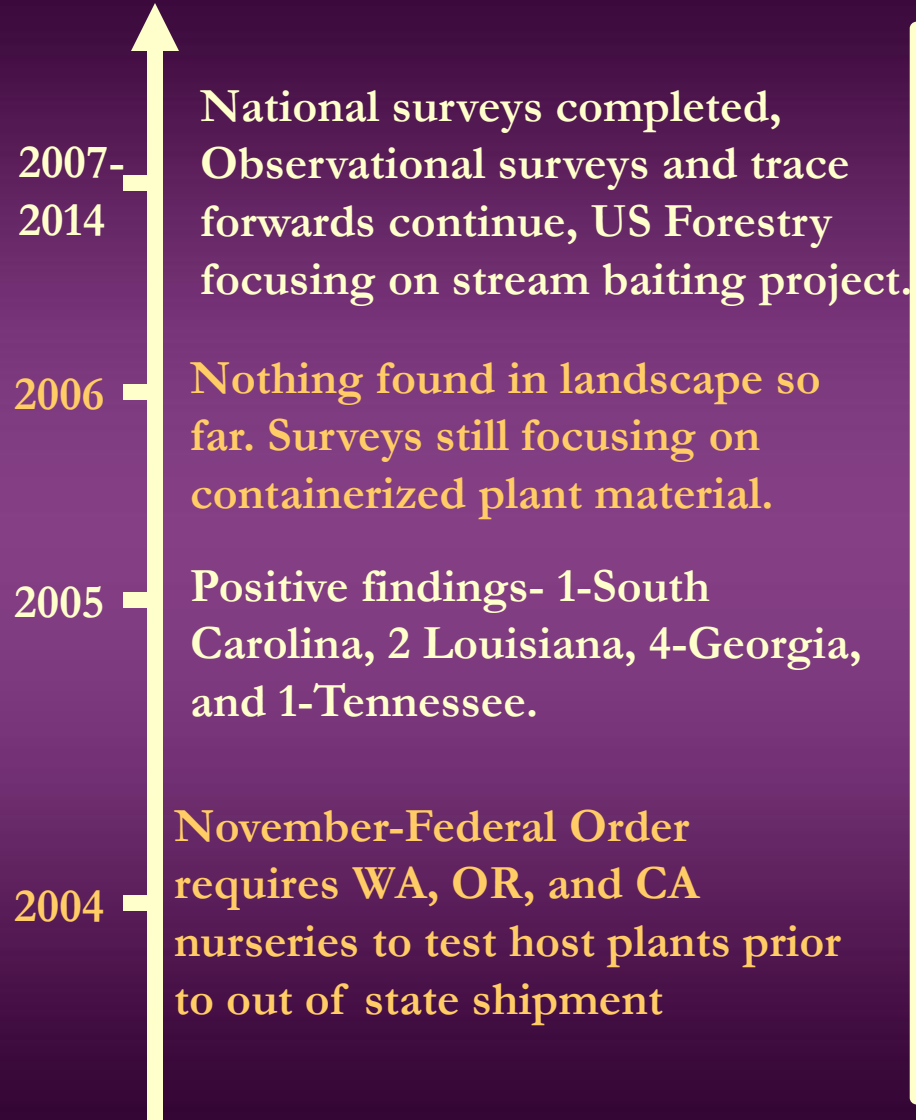 2007-
2014
National surveys completed,
Observational surveys and trace
forwards continue, US Forestry
focusing on stream baiting project.
2006
Nothing found in landscape so
far. Surveys still focusing on
containerized plant material.
2005
Positive findings- 1-South
Carolina, 2 Louisiana, 4-Georgia,
and 1-Tennessee.
2004
November-Federal Order
requires WA, OR, and CA
nurseries to test host plants prior
to out of state shipment